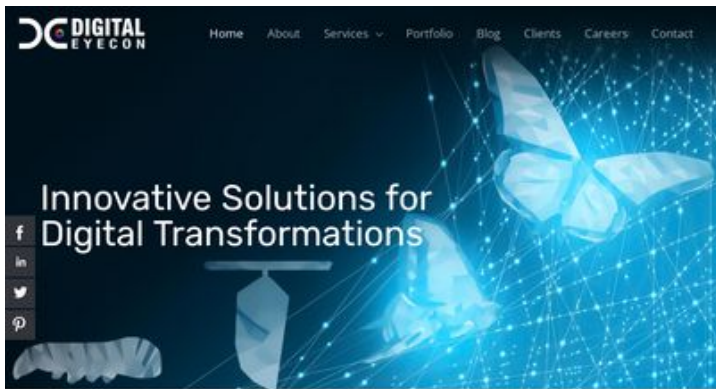 DIGITAL
EYECON
Home About Services Portfolio Blog Clients Careers Contact
Innovative Solutions for
Digital Transformations
f
in